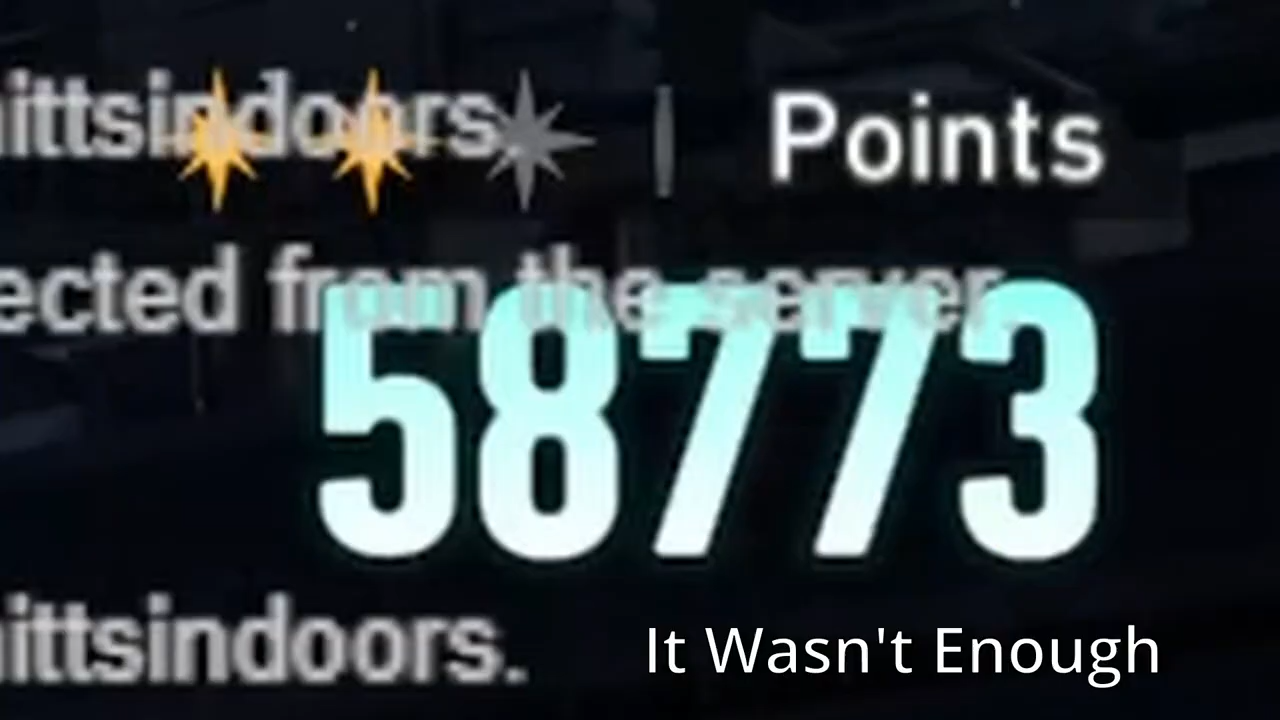 ittsindoors.
Points
ected from the server.
58773
ittsindoors.
It Wasn't Enough